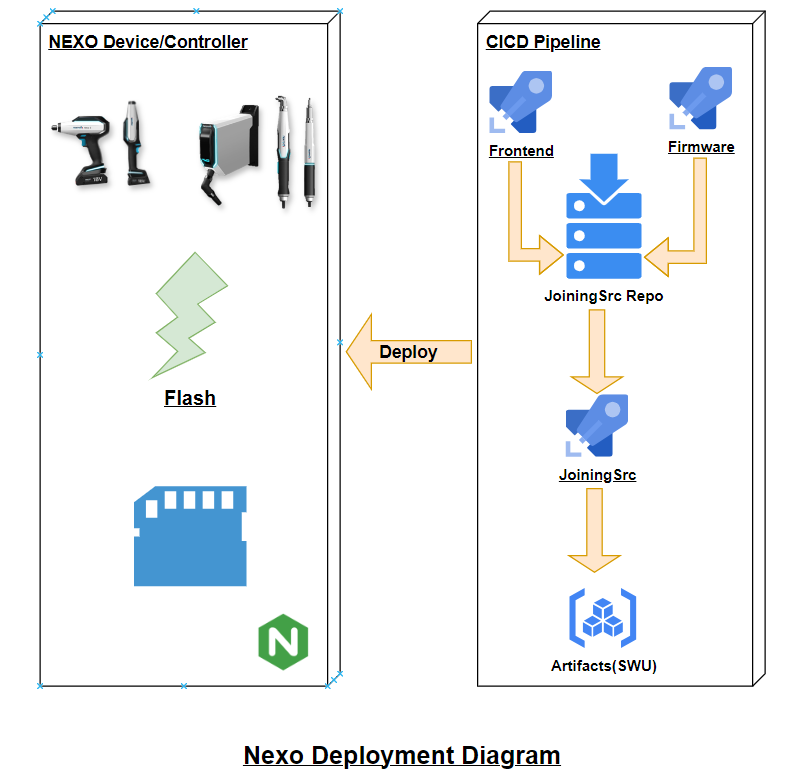 NEXO Device/Controller
CICD Pipeline
Frontend
Firmware
JoiningSrc Repo
Deploy
Flash
JoiningSrc
N
Artifacts(SWU)
Nexo Deployment Diagram